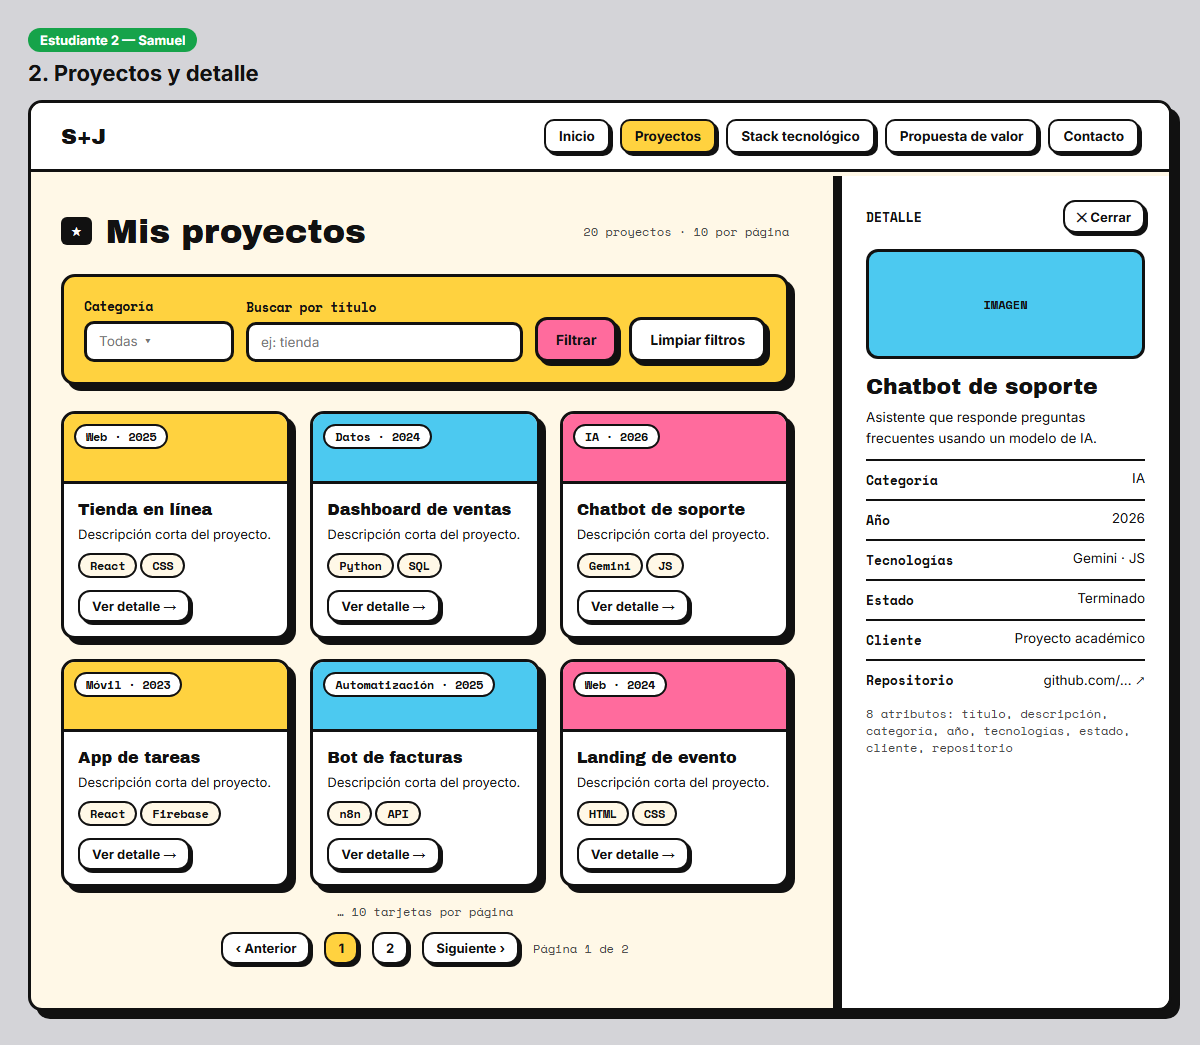 Estudiante 2 — Samuel
2. Proyectos y detalle
S+J
Inicio
Proyectos
Stack tecnológico
Propuesta de valor
Contacto
★ Mis proyectos
20 proyectos · 10 por página
Categoría
Todas ▾
Buscar por título
ej: tienda
Filtrar
Limpiar filtros
Web · 2025
Tienda en línea
Descripción corta del proyecto.
React
CSS
Ver detalle →
Datos · 2024
Dashboard de ventas
Descripción corta del proyecto.
Python
SQL
Ver detalle →
IA · 2026
Chatbot de soporte
Descripción corta del proyecto.
Gemini
JS
Ver detalle →
Móvil · 2023
App de tareas
Descripción corta del proyecto.
React
Firebase
Ver detalle →
Automatización · 2025
Bot de facturas
Descripción corta del proyecto.
n8n
API
Ver detalle →
Web · 2024
Landing de evento
Descripción corta del proyecto.
HTML
CSS
Ver detalle →
… 10 tarjetas por página
‹ Anterior
1
2
Siguiente ›
Página 1 de 2
DETALLE
✕ Cerrar
IMAGEN
Chatbot de soporte
Asistente que responde preguntas
frecuentes usando un modelo de IA.
Categoría IA
Año 2026
Tecnologías Gemini · JS
Estado Terminado
Cliente Proyecto académico
Repositorio github.com/... ↗
8 atributos: título, descripción,
categoría, año, tecnologías, estado,
cliente, repositorio